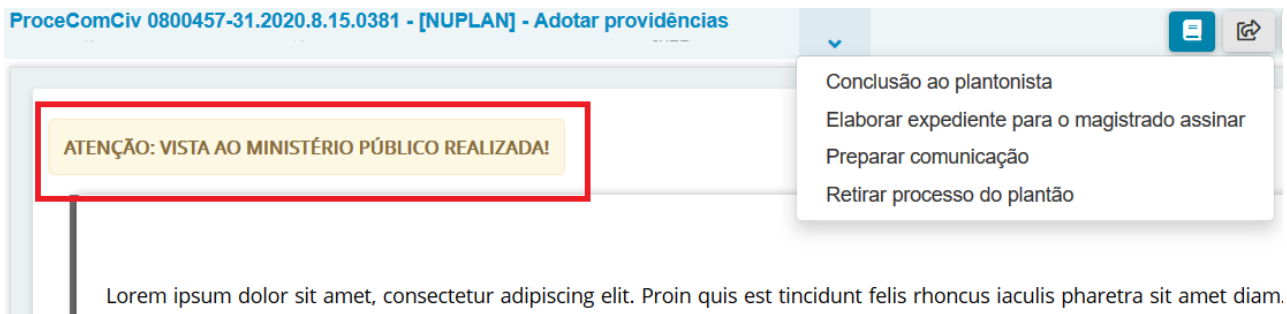 ProceComCiv 0800457-31.2020.8.15.0381 - [NUPLAN] - Adotar providências
Conclusão ao plantonista
Elaborar expediente para o magistrado assinar
Preparar comunicação
Retirar processo do plantão
ATENÇÃO: VISTA AO MINISTÉRIO PÚBLICO REALIZADA!
Lorem ipsum dolor sit amet, consectetur adipiscing elit. Proin quis est tincidunt felis rhoncus iaculis pharetra sit amet diam.